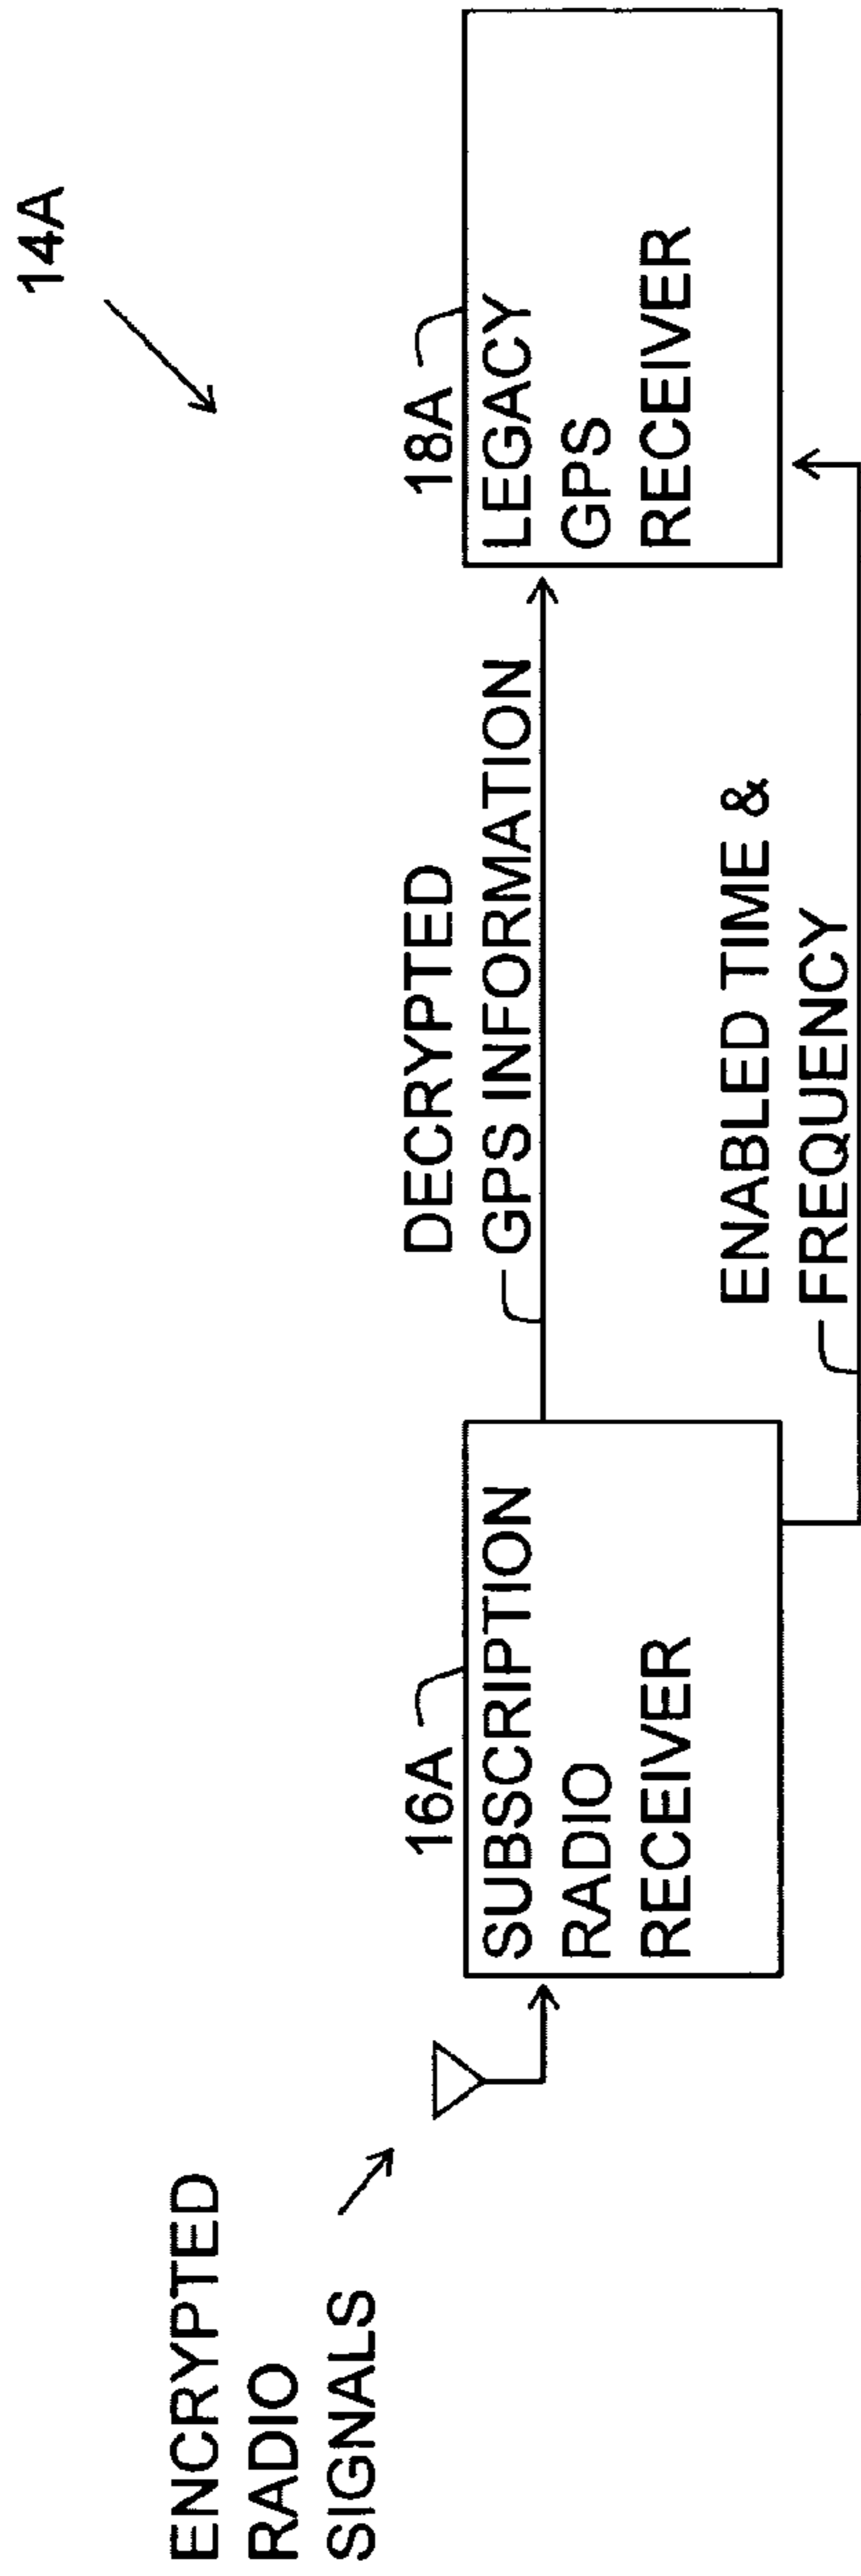 14A
ENCRYPTED
RADIO
SIGNALS
16A
SUBSCRIPTION
RADIO
RECEIVER
DECRYPTED
GPS INFORMATION
ENABLED TIME &
FREQUENCY
18A
LEGACY
GPS
RECEIVER